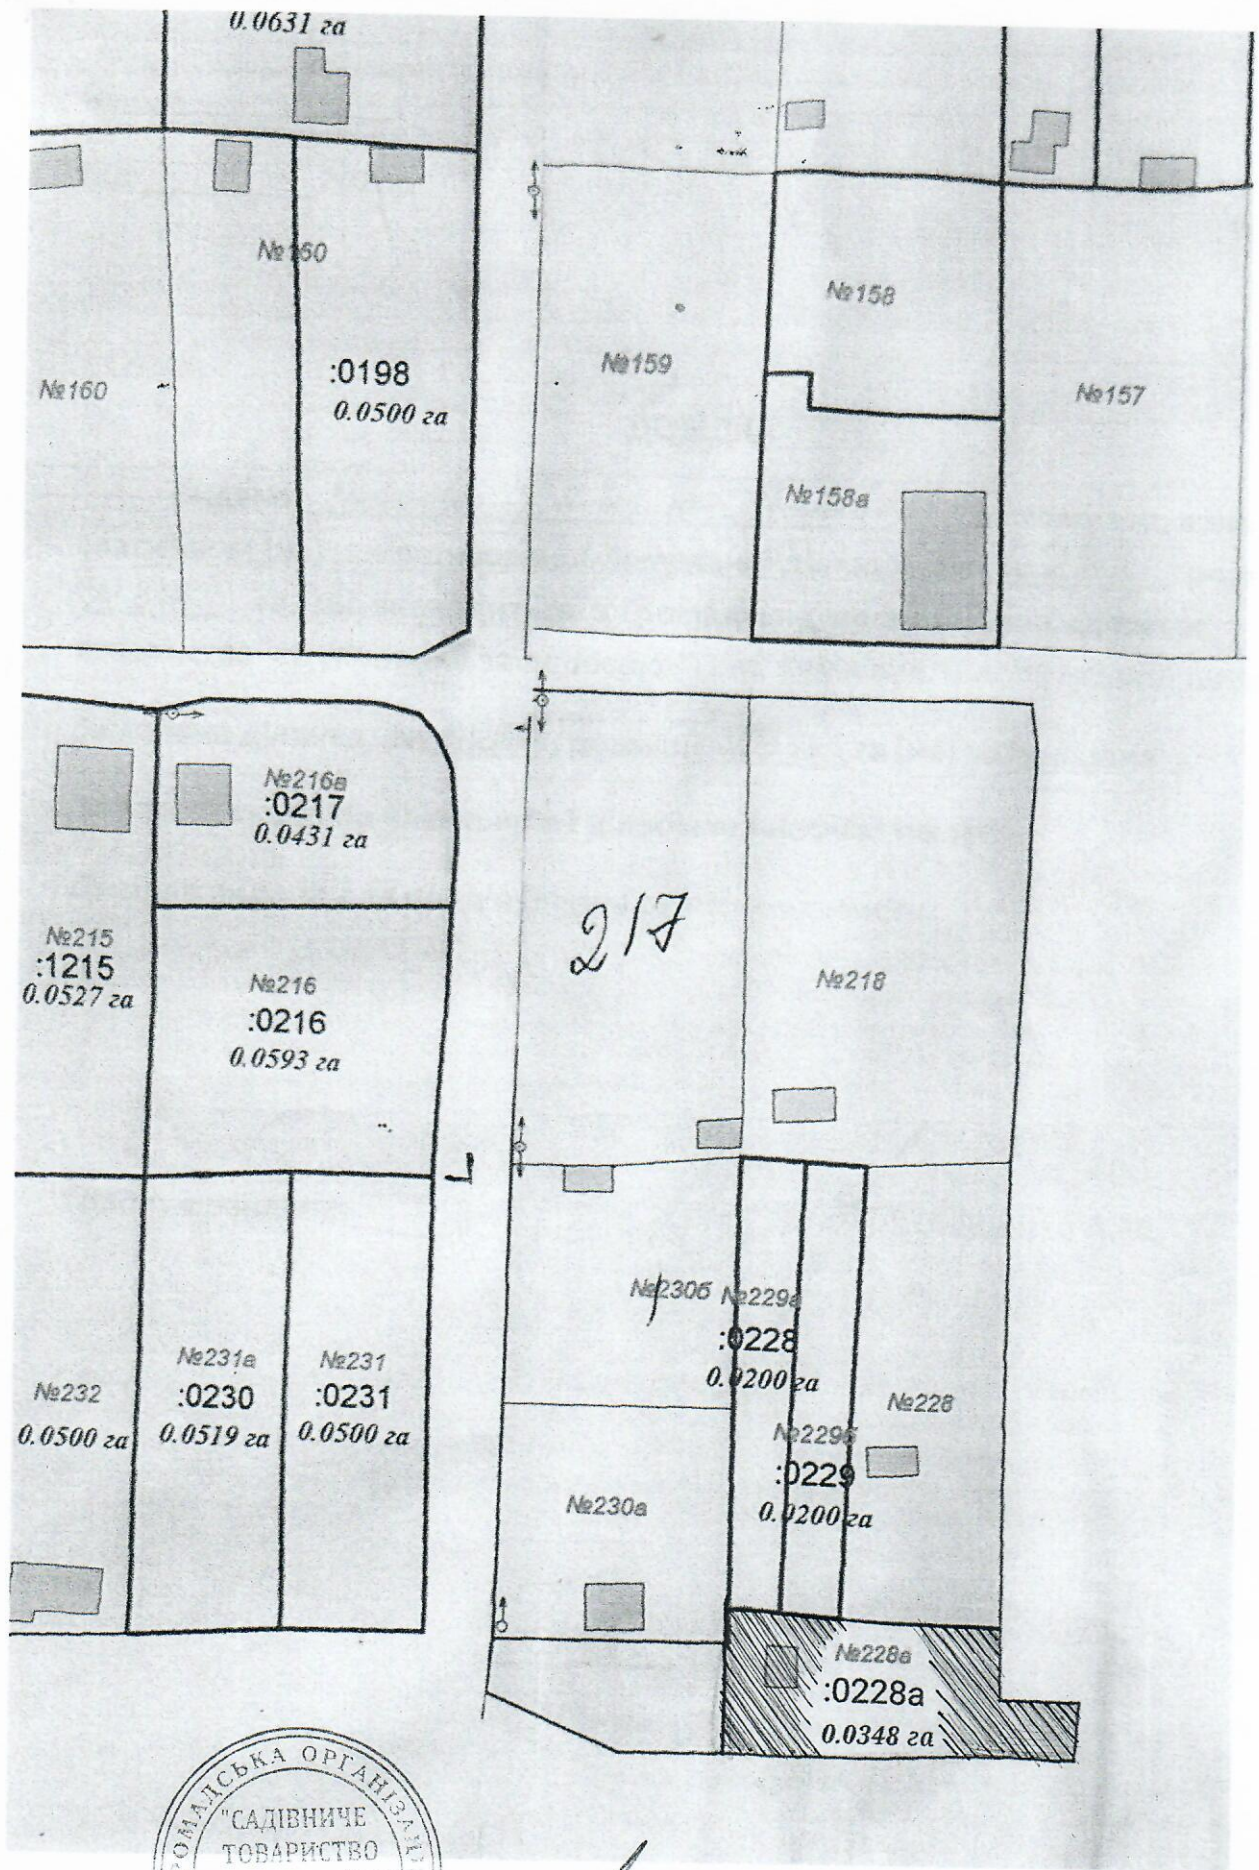 0.0631 га
№160
№160
:0198
0.0500 га
№159
№158
№158а
№157
№216а
:0217
0.0431 га
№215
:1215
0.0527 га
№216
:0216
0.0593 га
217
№218
№230б
№229а
:0228
0.0200 га
№229б
:0229
0.0200 га
№228
№232
0.0500 га
№231а
:0230
0.0519 га
№231
:0231
0.0500 га
№230а
№228а
:0228а
0.0348 га
ГРОМАДСЬКА ОРГАНІЗАЦІЯ
"САДІВНИЧЕ
ТОВАРИСТВО